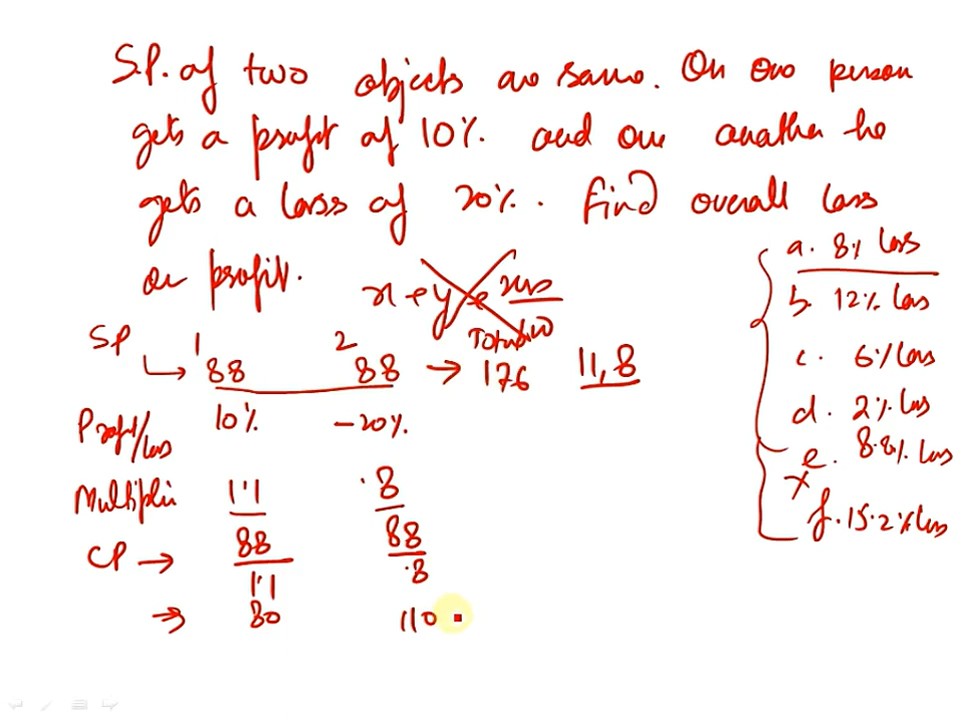 S.P. of two objects are same. On one person
gets a profit of 10%. and one another he
gets a loss of 20%. Find overall loss
or profit.
x + y +
Total
a. 8% loss
b. 12% loss
c. 6% loss
d. 2% loss
e. 8.8% loss
f. 15.2% loss
SP 1 2
↳ 88 88 → 176 11, 8
Profit/loss 10% -20%
Multiplier 1.1 .8
CP → 88/1.1 88/.8
⇒ 80 110